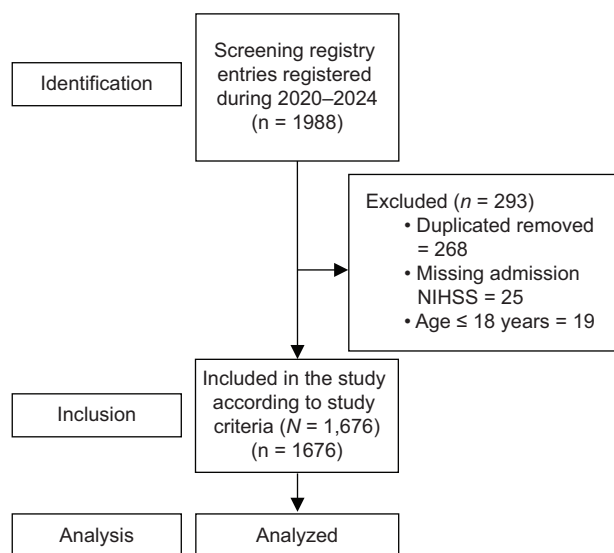 Identification
Screening registry
entries registered
during 2020–2024
(n = 1988)
Excluded (n = 293)
• Duplicated removed
= 268
• Missing admission
NIHSS = 25
• Age ≤ 18 years = 19
Inclusion
Included in the study
according to study
criteria (N = 1,676)
(n = 1676)
Analysis
Analyzed